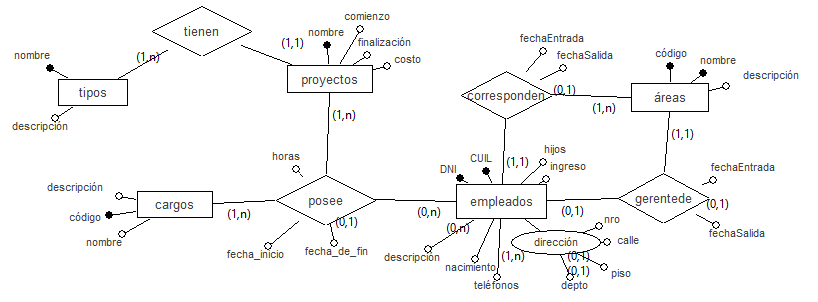 comienzo
nombre
finalización
costo
tienen
(1,n)
(1,1)
proyectos
nombre
tipos
descripción
(1,n)
fechaEntrada
fechaSalida
corresponden
(0,1)
(1,n)
código
nombre
descripción
áreas
(1,1)
(1,1)
hijos
CUIL
DNI
ingreso
horas
descripción
código
nombre
cargos
(1,n)
posee
(0,1)
fecha_inicio
fecha_de_fin
(0,n)
empleados
(0,1)
gerentede
fechaEntrada
(0,1)
fechaSalida
(0,n)
descripción
nacimiento
(1,n)
teléfonos
dirección
nro
calle
(0,1)
piso
(0,1)
depto